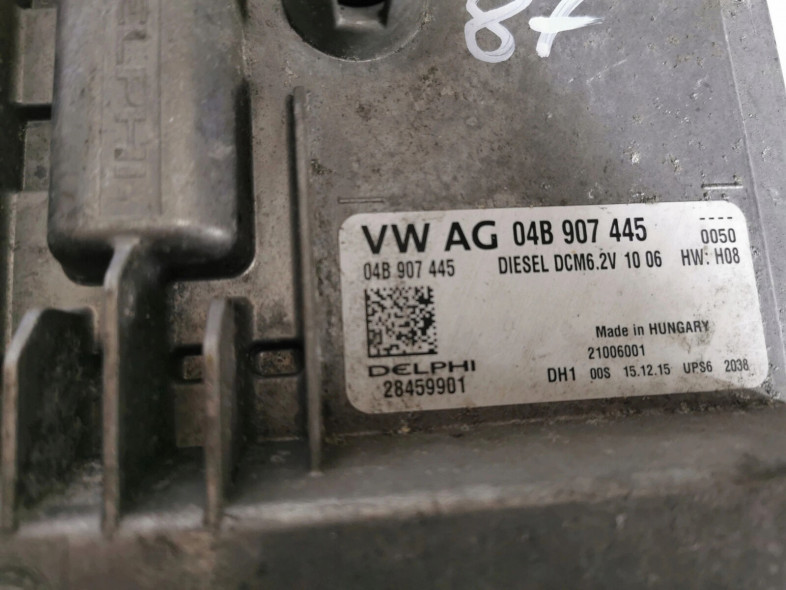 87
DELPHI
VW AG 04B 907 445
----
0050
04B 907 445 DIESEL DCM6.2V 10 06 HW: H08
Made in HUNGARY
21006001
DELPHI
28459901
DH1 00S 15.12.15 UPS6 2038